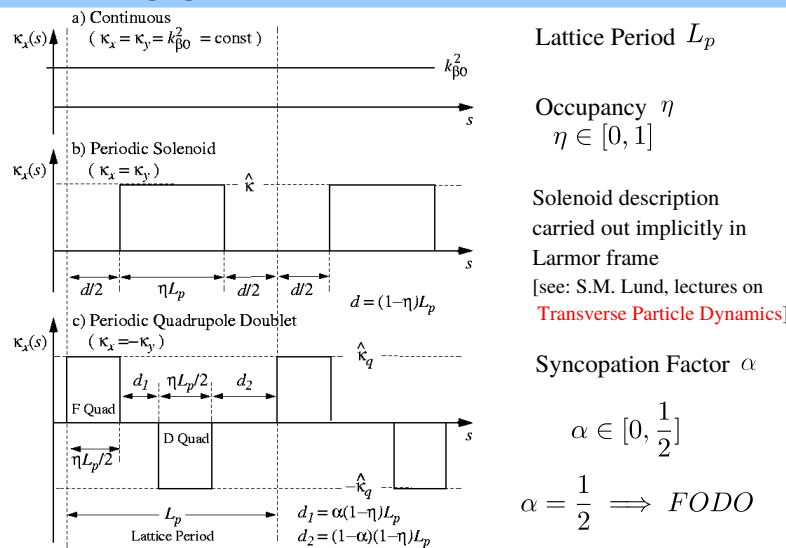 a) Continuous
κₓ(s) ( κₓ = κᵧ = k²β0 = const )
k²β0
s
b) Periodic Solenoid
κₓ(s) ( κₓ = κᵧ )
κ̂
s
d/2 ηLₚ d/2 d/2
d = (1−η)Lₚ
c) Periodic Quadrupole Doublet
κₓ(s) ( κₓ =−κᵧ )
κ̂q
d₁ ηLₚ/2 d₂
F Quad
s
D Quad
ηLₚ/2
−κ̂q
Lₚ
Lattice Period
d₁ = α(1−η)Lₚ
d₂ = (1−α)(1−η)Lₚ
Lattice Period Lₚ
Occupancy η
η ∈ [0, 1]
Solenoid description
carried out implicitly in
Larmor frame
[see: S.M. Lund, lectures on
Transverse Particle Dynamics]
Syncopation Factor α
α ∈ [0, 1/2]
α = 1/2 ⟹ FODO